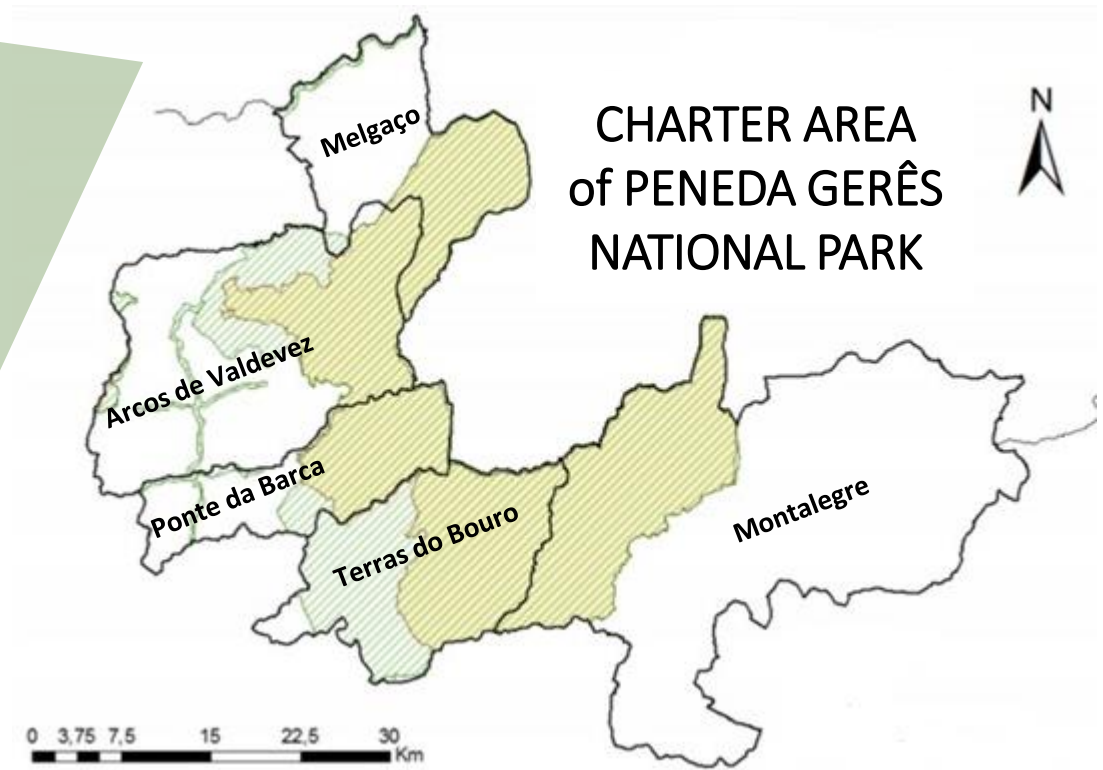 CHARTER AREA
of PENEDA GERÊS
NATIONAL PARK
N
Melgaço
Arcos de Valdevez
Ponte da Barca
Terras do Bouro
Montalegre
0 3,75 7,5 15 22,5 30
Km